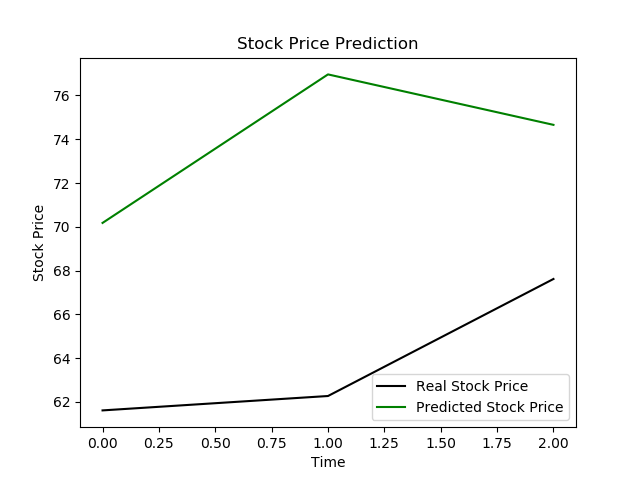 Stock Price Prediction
76
74
72
70
68
66
64
62
Stock Price
Real Stock Price
Predicted Stock Price
0.00 0.25 0.50 0.75 1.00 1.25 1.50 1.75 2.00
Time